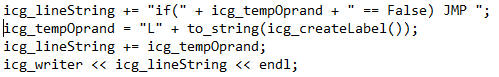 icg_lineString += "if(" + icg_tempOprand + " == False) JMP ";
icg_tempOprand = "L" + to_string(icg_createLabel());
icg_lineString += icg_tempOprand;
icg_writer << icg_lineString << endl;